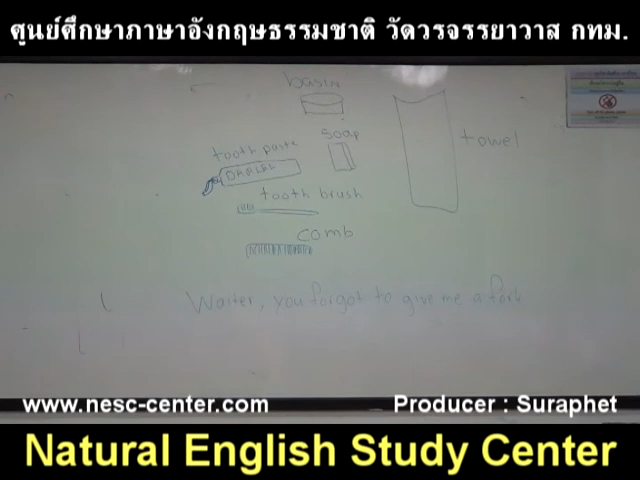 ศูนย์ศึกษาภาษาอังกฤษธรรมชาติ วัดวรจรรยาวาส กทม.
basin
soap
towel
tooth paste
tooth brush
comb
Waiter, you forgot to give me a fork
www.nesc-center.com
Producer : Suraphet
Natural English Study Center